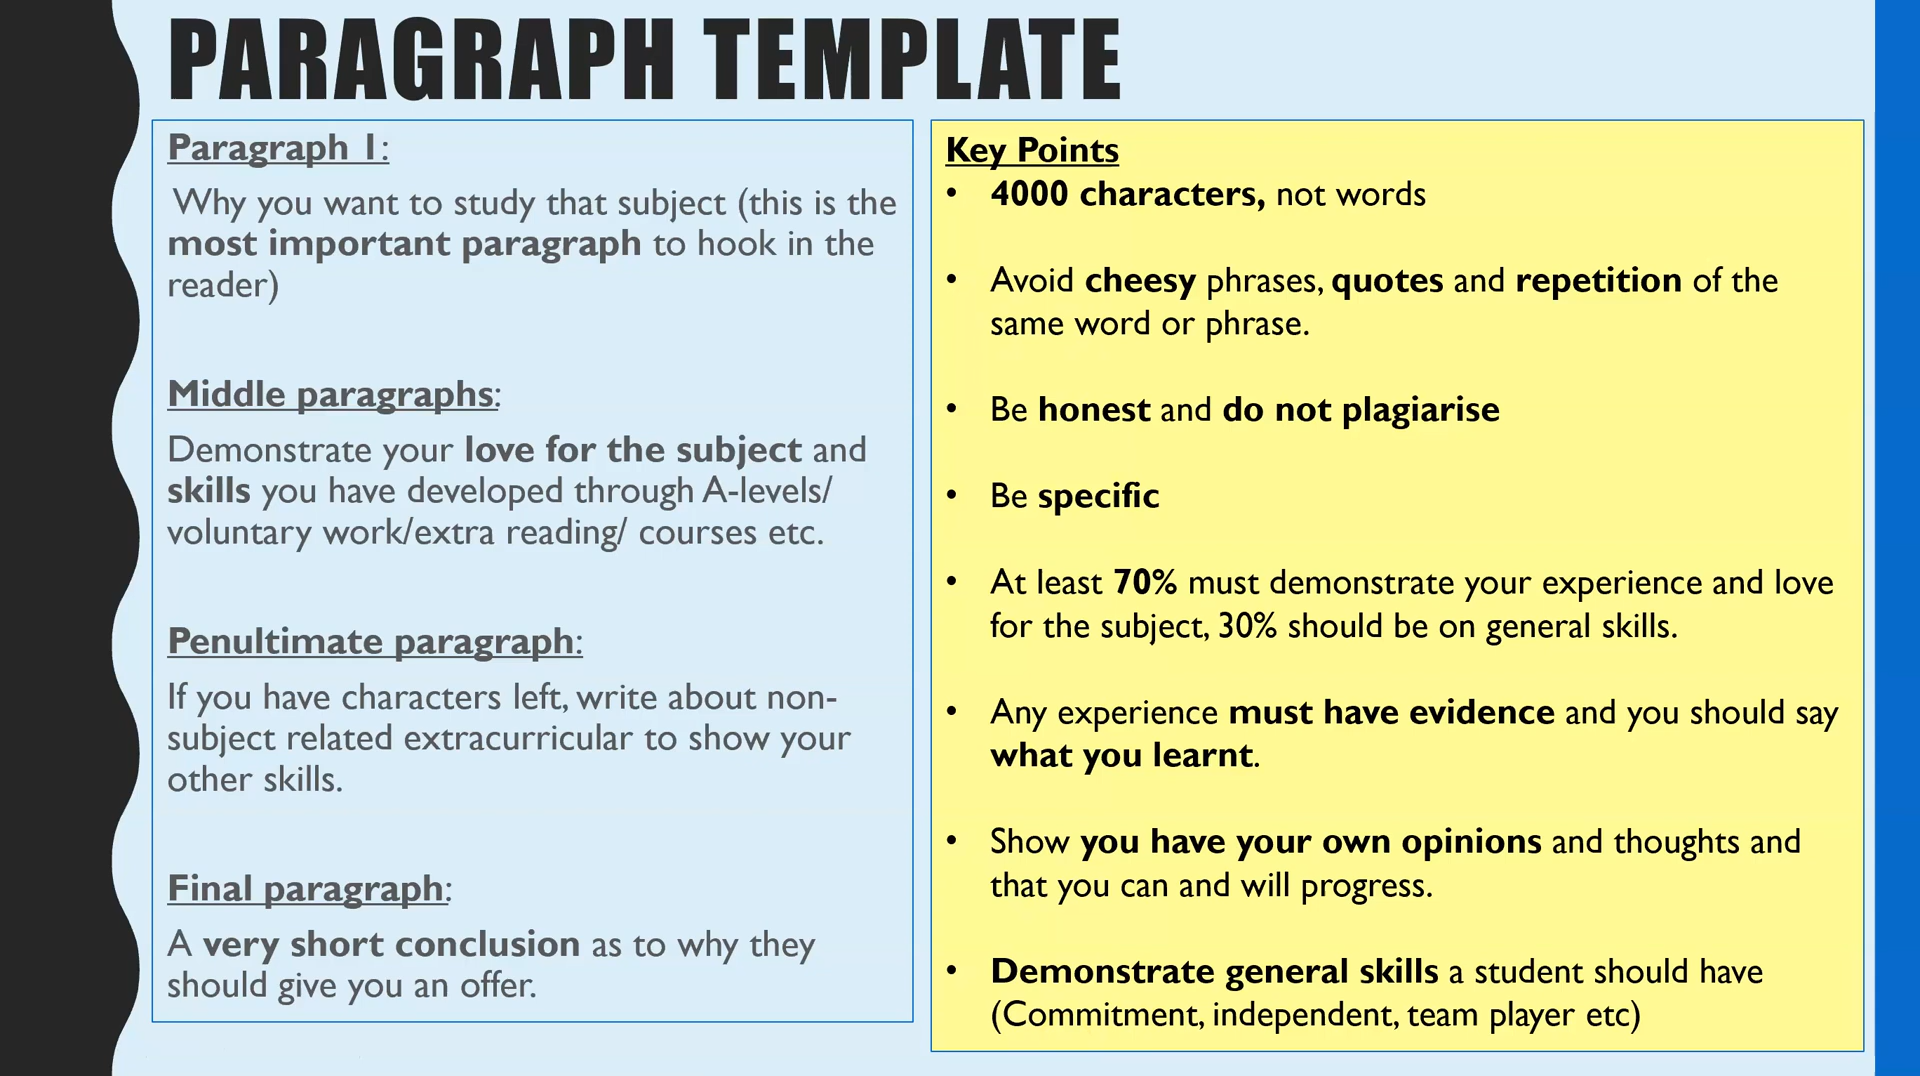 PARAGRAPH TEMPLATE
Paragraph 1:
Why you want to study that subject (this is the
most important paragraph to hook in the
reader)
Middle paragraphs:
Demonstrate your love for the subject and
skills you have developed through A-levels/
voluntary work/extra reading/ courses etc.
Penultimate paragraph:
If you have characters left, write about non-
subject related extracurricular to show your
other skills.
Final paragraph:
A very short conclusion as to why they
should give you an offer.
Key Points
• 4000 characters, not words
• Avoid cheesy phrases, quotes and repetition of the
same word or phrase.
• Be honest and do not plagiarise
• Be specific
• At least 70% must demonstrate your experience and love
for the subject, 30% should be on general skills.
• Any experience must have evidence and you should say
what you learnt.
• Show you have your own opinions and thoughts and
that you can and will progress.
• Demonstrate general skills a student should have
(Commitment, independent, team player etc)